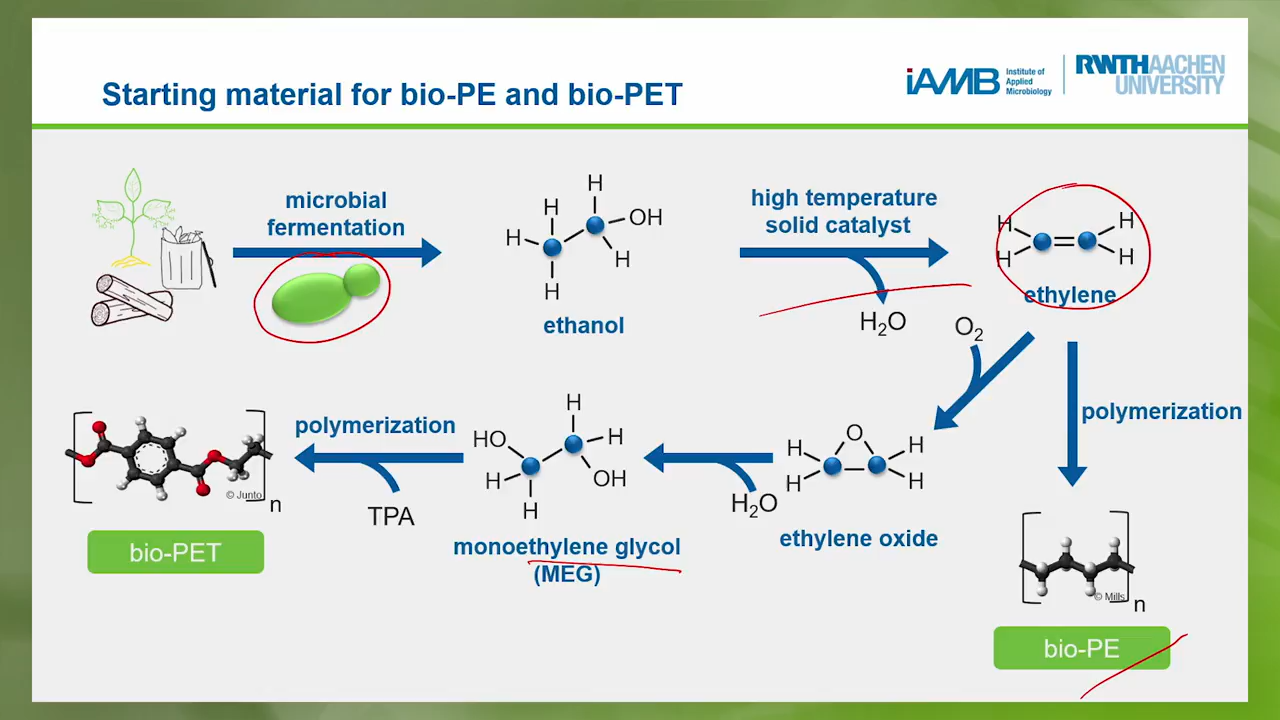 Starting material for bio-PE and bio-PET
iAMB
Institute of
Applied
Microbiology
RWTHAACHEN
UNIVERSITY
microbial
fermentation
H
H
H
H
H
OH
ethanol
high temperature
solid catalyst
H₂O
H
H
H
H
ethylene
O₂
polymerization
n
© Mills
bio-PE
O
H
H
H
H
ethylene oxide
H₂O
HO
H
H
H
H
OH
monoethylene glycol
(MEG)
polymerization
TPA
© Junto
n
bio-PET